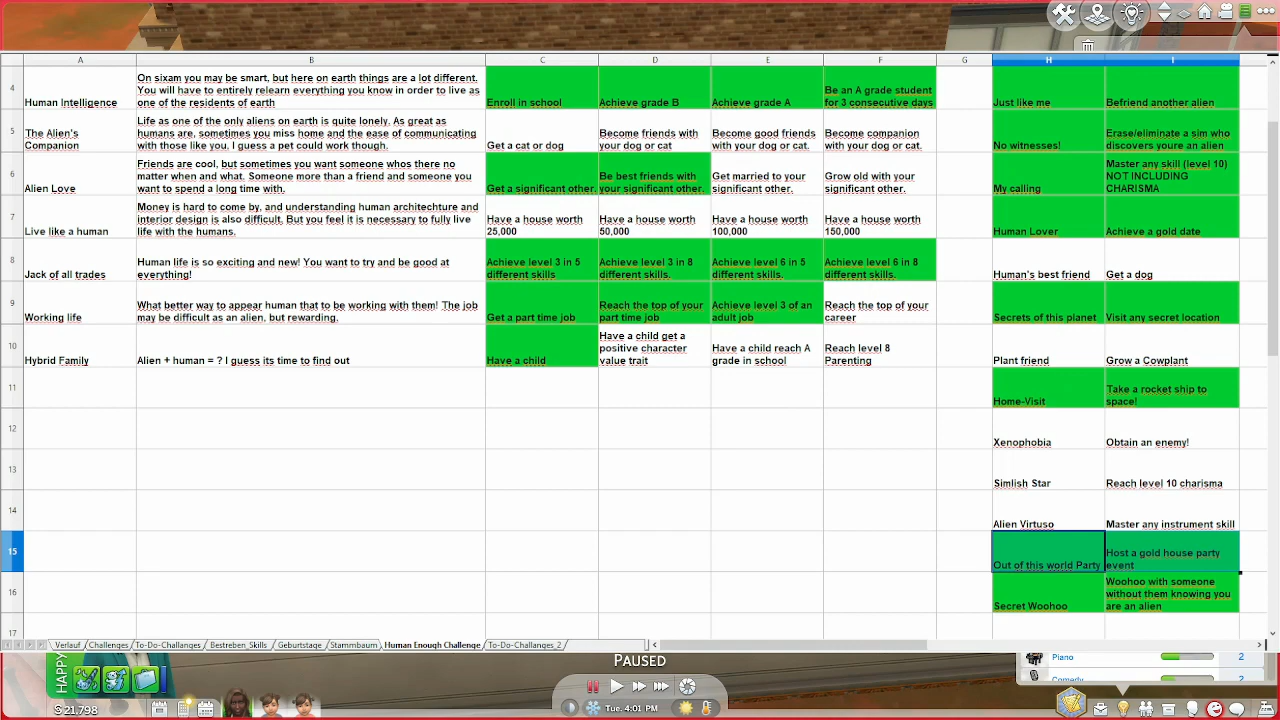 A B C D E F G H I
4
Human Intelligence
On sixam you may be smart, but here on earth things are a lot different.
You will have to entirely relearn everything you know in order to live as
one of the residents of earth
Enroll in school
Achieve grade B
Achieve grade A
Be an A grade student
for 3 consecutive days
Just like me
Befriend another alien
5
The Alien's
Companion
Life as one of the only aliens on earth is quite lonely. As great as
humans are, sometimes you miss home and the ease of communicating
with those like you. I guess a pet could work though.
Get a cat or dog
Become friends with
your dog or cat
Become good friends
with your dog or cat.
Become companion
with your dog or cat.
No witnesses!
Erase/eliminate a sim who
discovers youre an alien
6
Alien Love
Friends are cool, but sometimes you want someone whos there no
matter when and what. Someone more than a friend and someone you
want to spend a long time with.
Get a significant other.
Be best friends with
your significant other.
Get married to your
significant other.
Grow old with your
significant other.
My calling
Master any skill (level 10)
NOT INCLUDING
CHARISMA
7
Live like a human
Money is hard to come by, and understanding human architechture and
interior design is also difficult. But you feel it is necessary to fully live
life with the humans.
Have a house worth
25,000
Have a house worth
50,000
Have a house worth
100,000
Have a house worth
150,000
Human Lover
Achieve a gold date
8
Jack of all trades
Human life is so exciting and new! You want to try and be good at
everything!
Achieve level 3 in 5
different skills
Achieve level 3 in 8
different skills.
Achieve level 6 in 5
different skills.
Achieve level 6 in 8
different skills.
Human's best friend
Get a dog
9
Working life
What better way to appear human that to be working with them! The job
may be difficult as an alien, but rewarding.
Get a part time job
Reach the top of your
part time job
Achieve level 3 of an
adult job
Reach the top of your
career
Secrets of this planet
Visit any secret location
10
Hybrid Family
Alien + human = ? I guess its time to find out
Have a child
Have a child get a
positive character
value trait
Have a child reach A
grade in school
Reach level 8
Parenting
Plant friend
Grow a Cowplant
11
Home-Visit
Take a rocket ship to
space!
12
Xenophobia
Obtain an enemy!
13
Simlish Star
Reach level 10 charisma
14
Alien Virtuso
Master any instrument skill
15
Out of this world Party
Host a gold house party
event
16
Secret Woohoo
Woohoo with someone
without them knowing you
are an alien
17
Verlauf Challenges To-Do-Challanges Bestreben_Skills Geburtstage Stammbaum Human Enough Challenge To-Do-Challanges_2
HAPPY
PAUSED
Piano 2
Comedy 2
§21,798
Tue. 4:01 PM